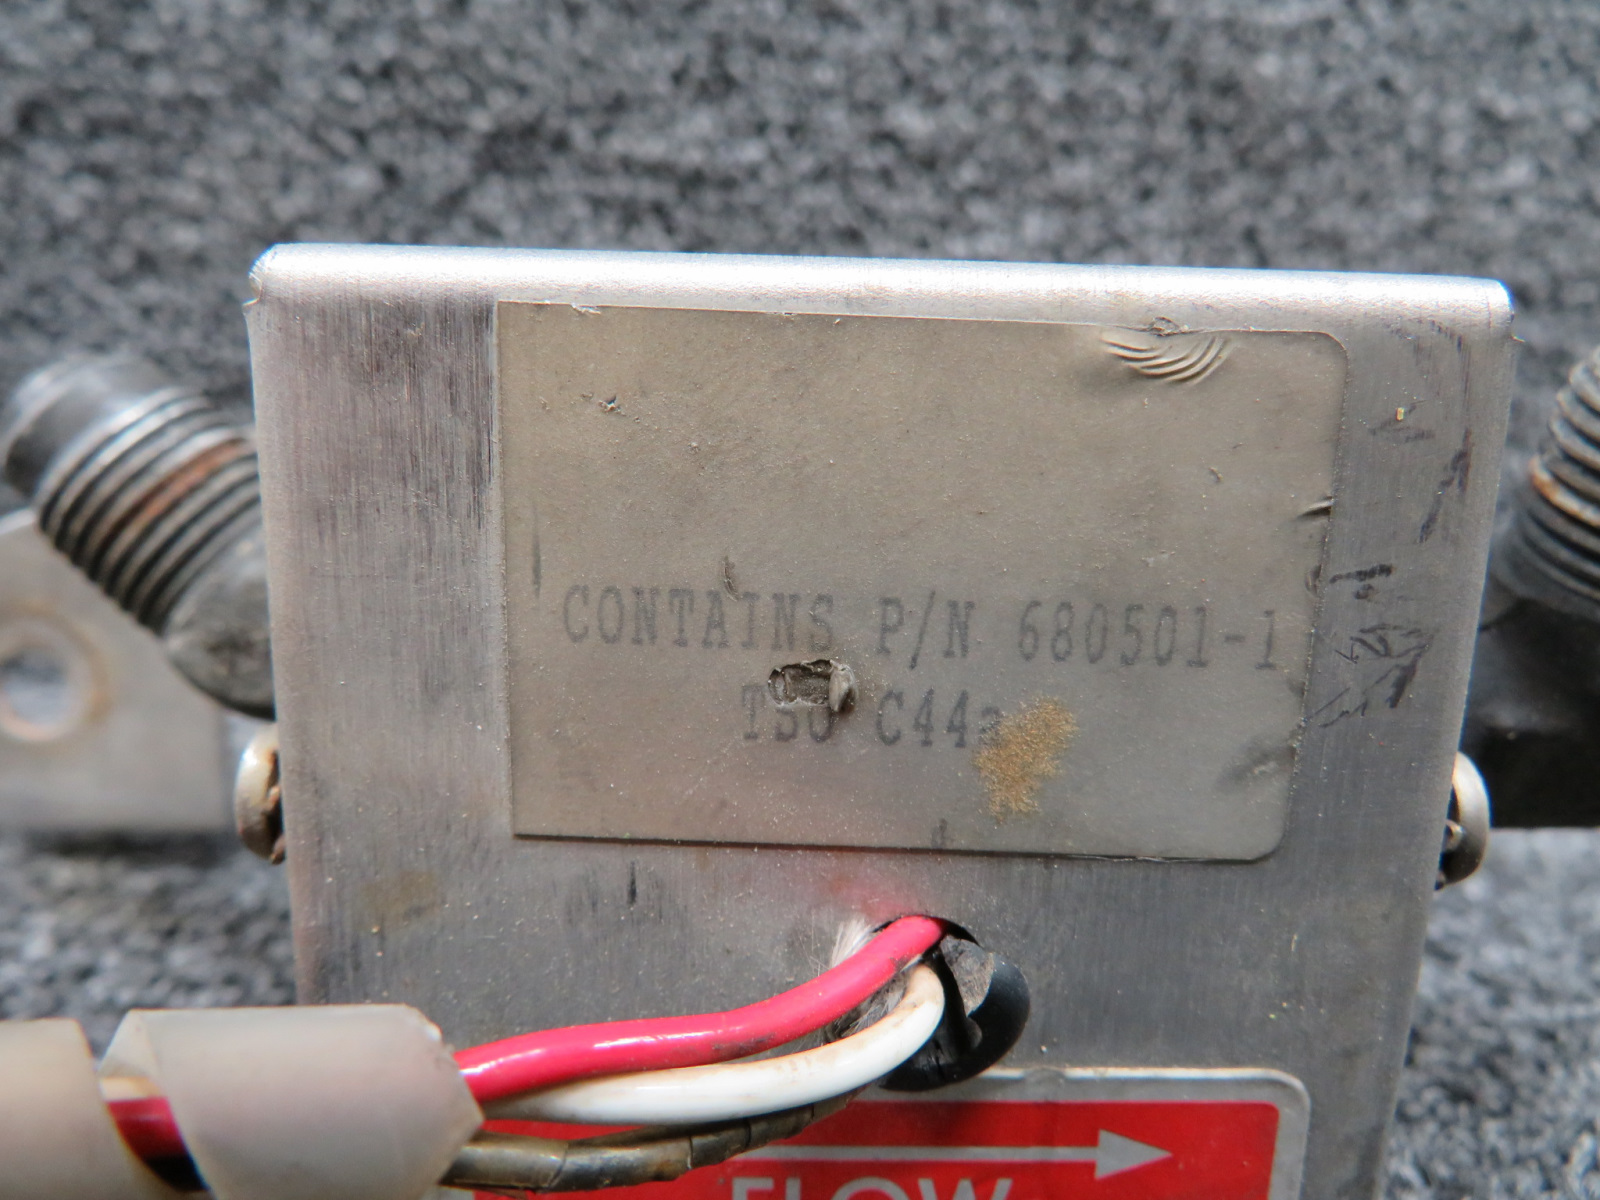 CONTAINS P/N 680501-1
TSO C44a
FLOW